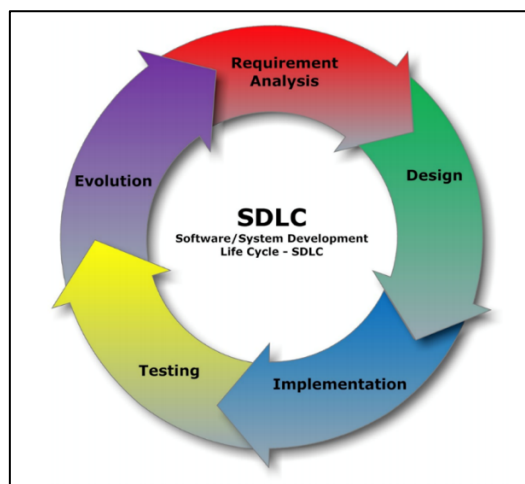 Requirement
Analysis
Design
Implementation
Testing
Evolution
SDLC
Software/System Development
Life Cycle - SDLC